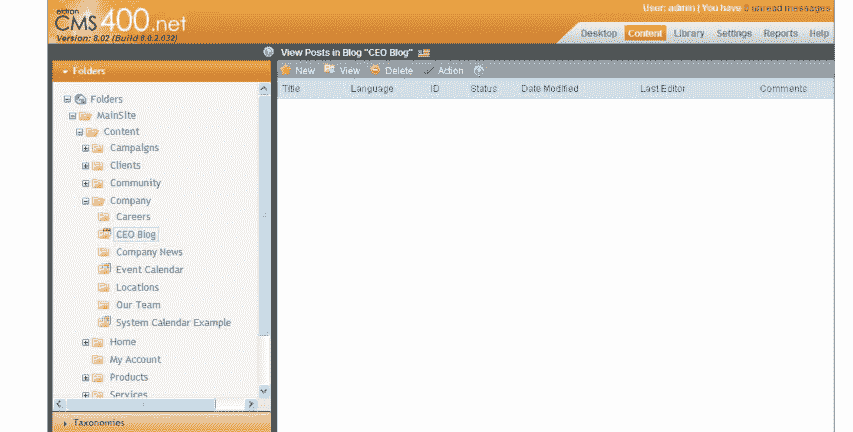 User: admin | You have 0 unread messages
ektron
CMS400.net
Version: 8.02 (Build 8.0.2.032)
Desktop Content Library Settings Reports Help
View Posts in Blog "CEO Blog"
Folders
New View Delete Action
Title Language ID Status Date Modified Last Editor Comments
Folders
MainSite
Content
Campaigns
Clients
Community
Company
Careers
CEO Blog
Company News
Event Calendar
Locations
Our Team
System Calendar Example
Home
My Account
Products
Services
Taxonomies